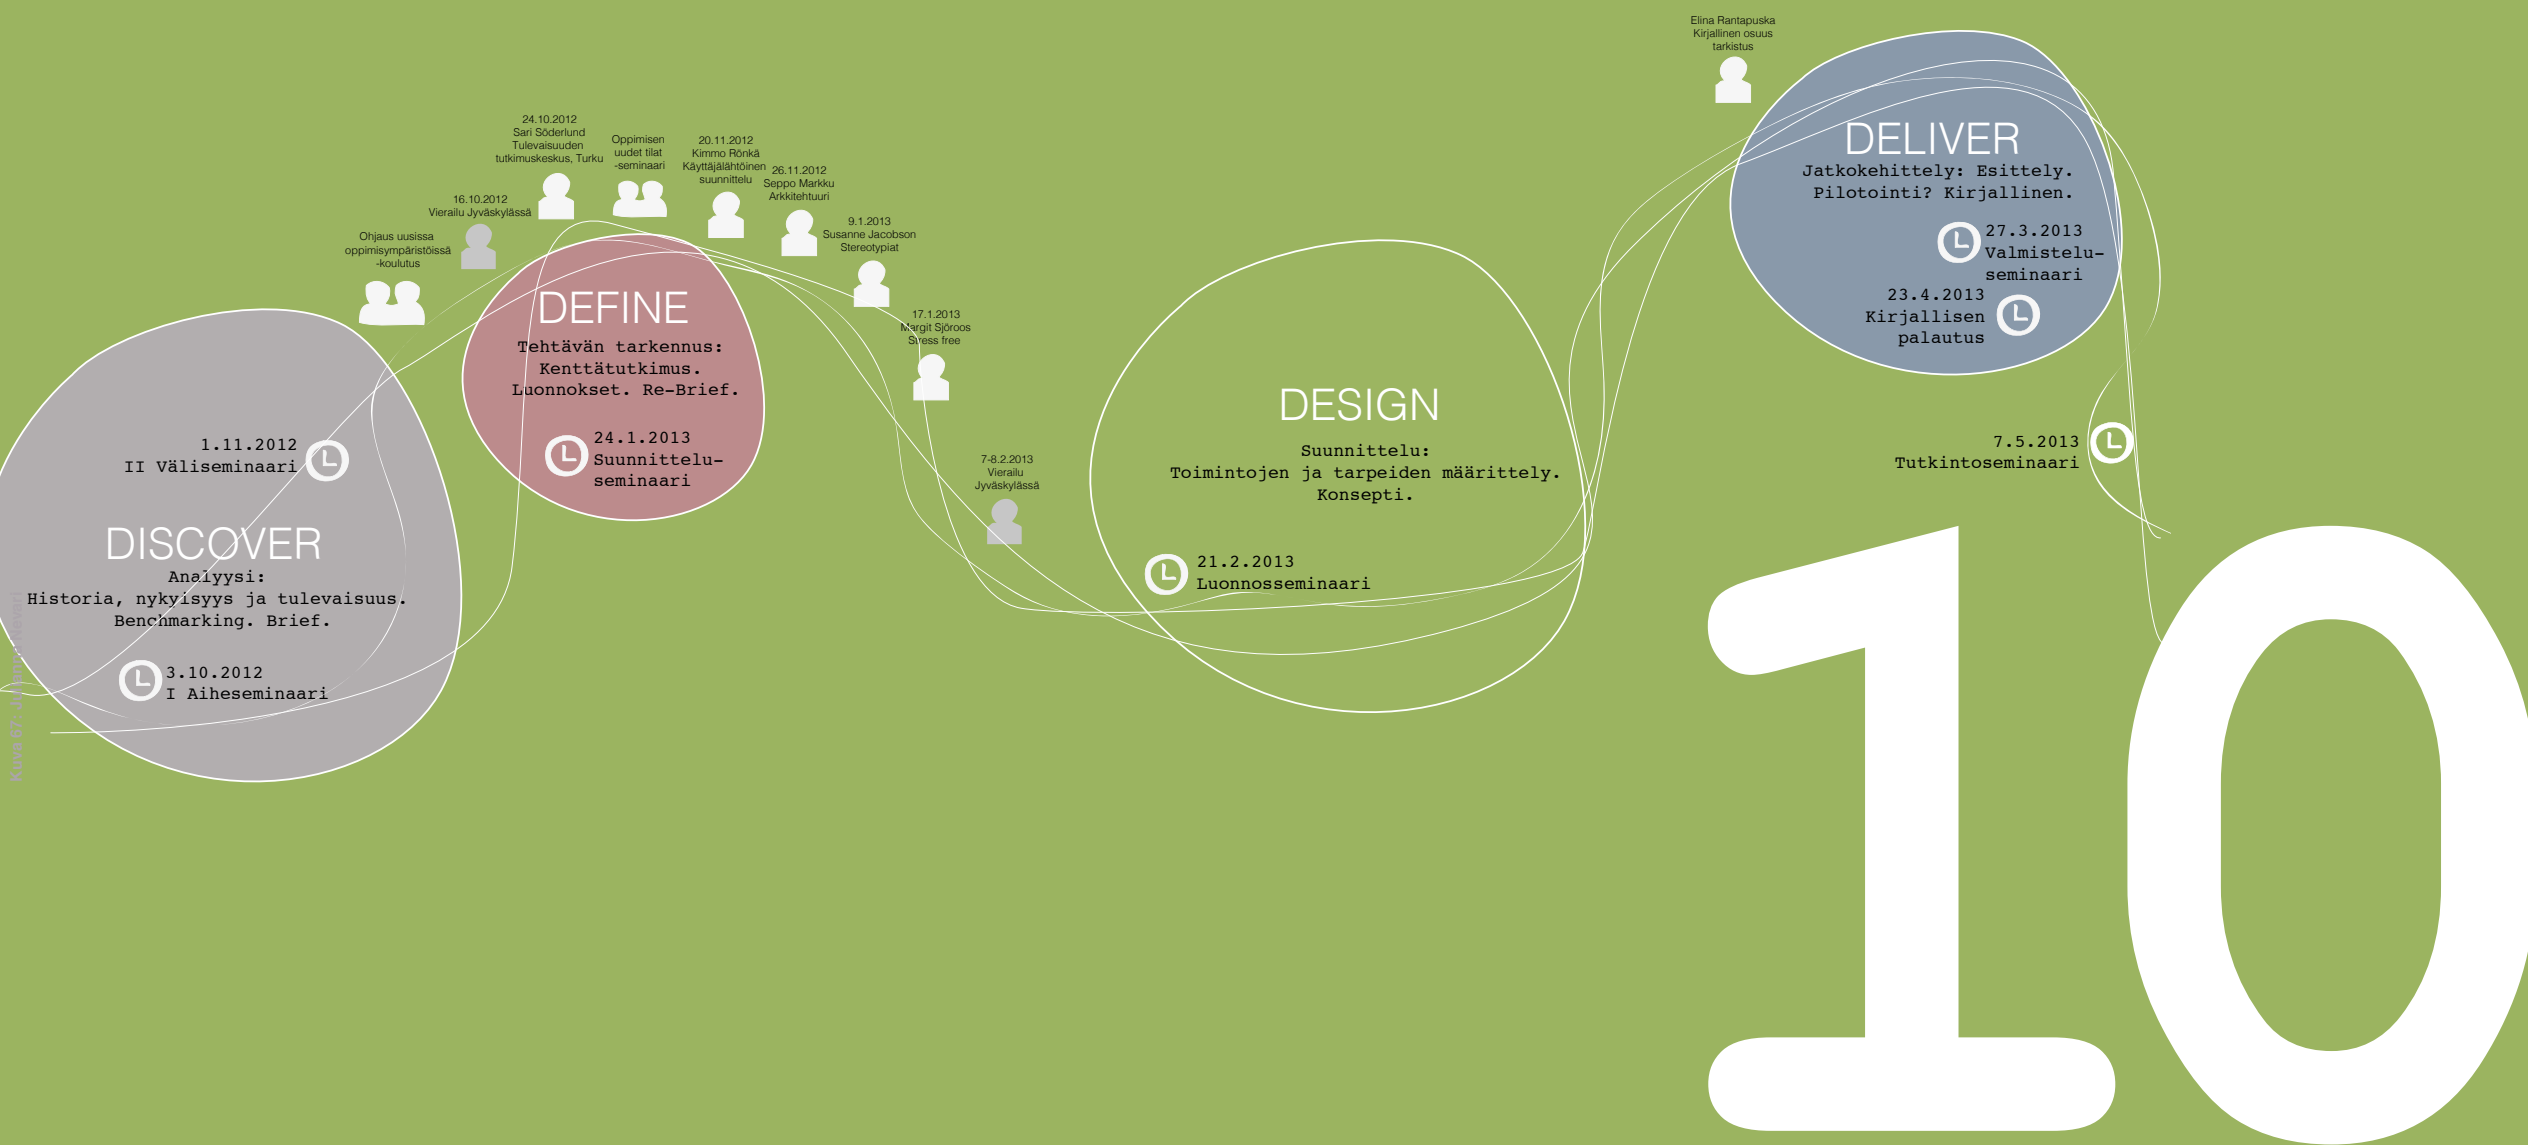 Elina Rantapuska
Kirjallinen osuus
tarkistus
DELIVER
Jatkokehittely: Esittely.
Pilotointi? Kirjallinen.
27.3.2013
Valmistelu-
seminaari
23.4.2013
Kirjallisen
palautus
7.5.2013
Tutkintoseminaari
24.10.2012
Sari Söderlund
Tulevaisuuden
tutkimuskeskus, Turku
Oppimisen
uudet tilat
-seminaari
20.11.2012
Kimmo Rönkä
Käyttäjälähtöinen
suunnittelu
26.11.2012
Seppo Markku
Arkkitehtuuri
16.10.2012
Vierailu Jyväskylässä
9.1.2013
Susanne Jacobson
Stereotypiat
Ohjaus uusissa
oppimisympäristöissä
-koulutus
17.1.2013
Margit Sjöroos
Stress free
7-8.2.2013
Vierailu
Jyväskylässä
DEFINE
Tehtävän tarkennus:
Kenttätutkimus.
Luonnokset. Re-Brief.
24.1.2013
Suunnittelu-
seminaari
DESIGN
Suunnittelu:
Toimintojen ja tarpeiden määrittely.
Konsepti.
21.2.2013
Luonnosseminaari
1.11.2012
II Väliseminaari
DISCOVER
Analyysi:
Historia, nykyisyys ja tulevaisuus.
Benchmarking. Brief.
3.10.2012
I Aiheseminaari
Kuva 67:
10